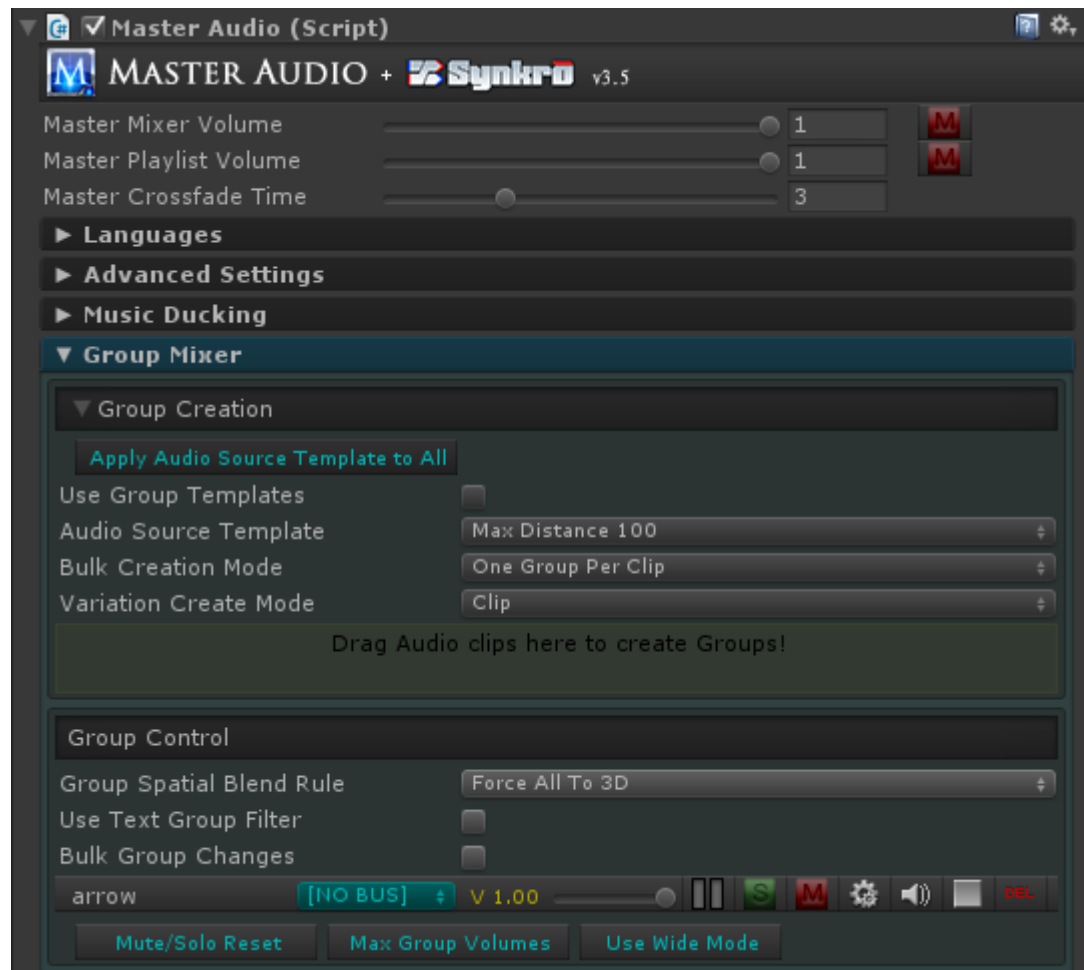 Master Audio (Script)
MASTER AUDIO + Synkro v3.5
Master Mixer Volume 1 M
Master Playlist Volume 1 M
Master Crossfade Time 3
Languages
Advanced Settings
Music Ducking
Group Mixer
Group Creation
Apply Audio Source Template to All
Use Group Templates
Audio Source Template Max Distance 100
Bulk Creation Mode One Group Per Clip
Variation Create Mode Clip
Drag Audio clips here to create Groups!
Group Control
Group Spatial Blend Rule Force All To 3D
Use Text Group Filter
Bulk Group Changes
arrow [NO BUS] V 1.00 S M DEL
Mute/Solo Reset Max Group Volumes Use Wide Mode